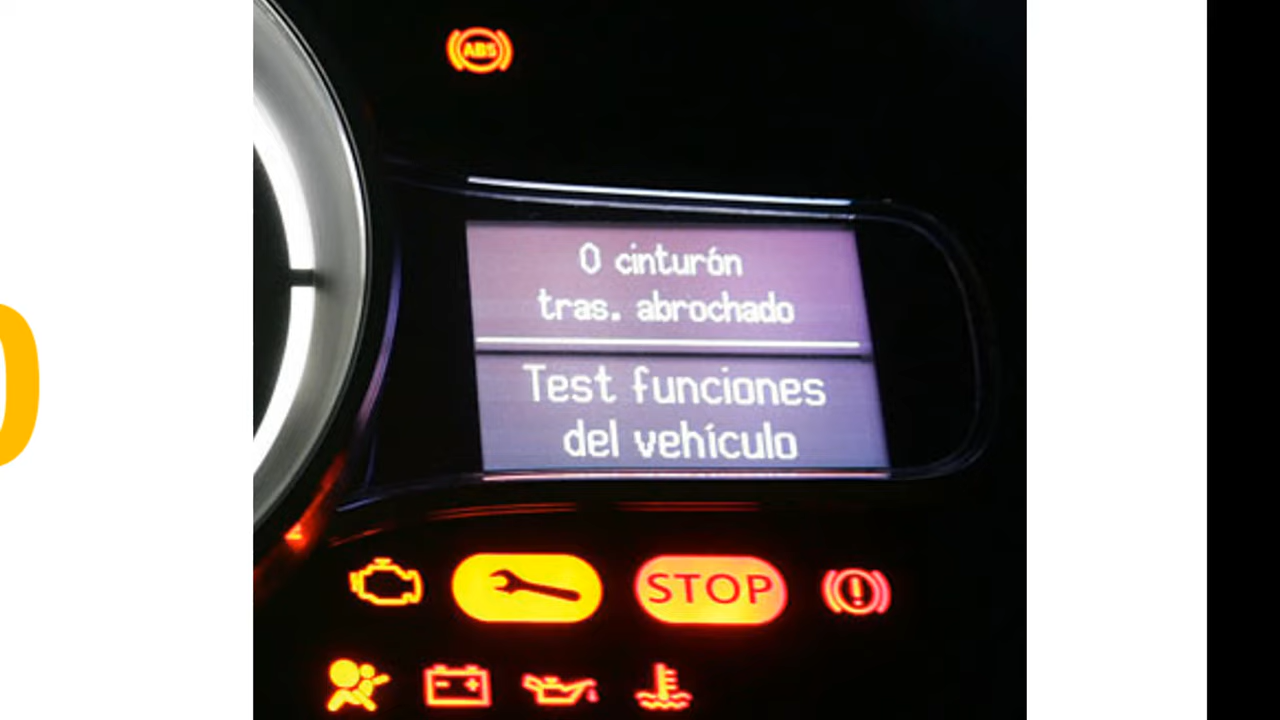 ABS
0 cinturón
tras. abrochado
Test funciones
del vehículo
STOP